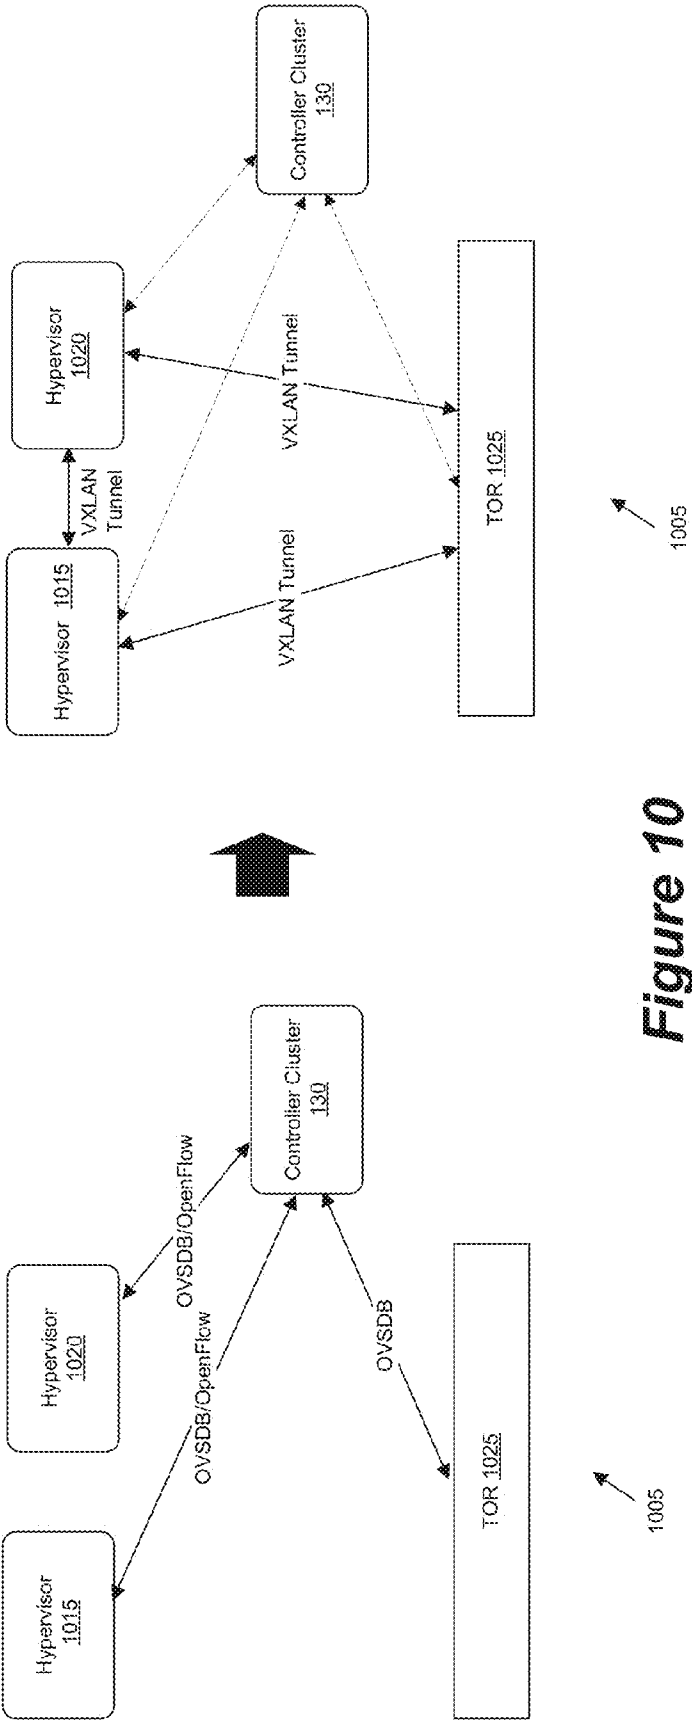 Hypervisor
1015
Hypervisor
1020
OVSDB/OpenFlow
OVSDB/OpenFlow
Controller Cluster
130
OVSDB
TOR 1025
1005
Hypervisor 1015
VXLAN
Tunnel
Hypervisor
1020
Controller Cluster
130
VXLAN Tunnel
VXLAN Tunnel
TOR 1025
1005
Figure 10